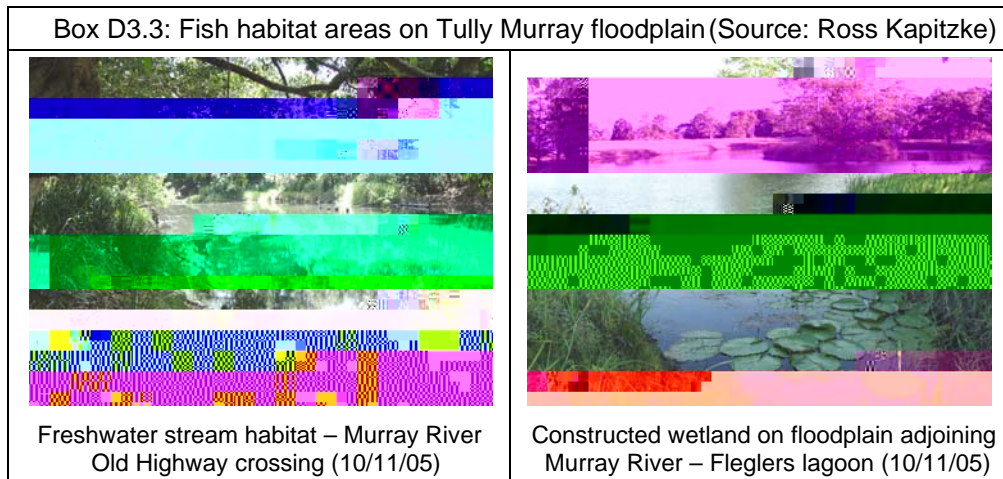 Box D3.3: Fish habitat areas on Tully Murray floodplain (Source: Ross Kapitzke)
Freshwater stream habitat – Murray River
Old Highway crossing (10/11/05)
Constructed wetland on floodplain adjoining
Murray River – Fleglers lagoon (10/11/05)